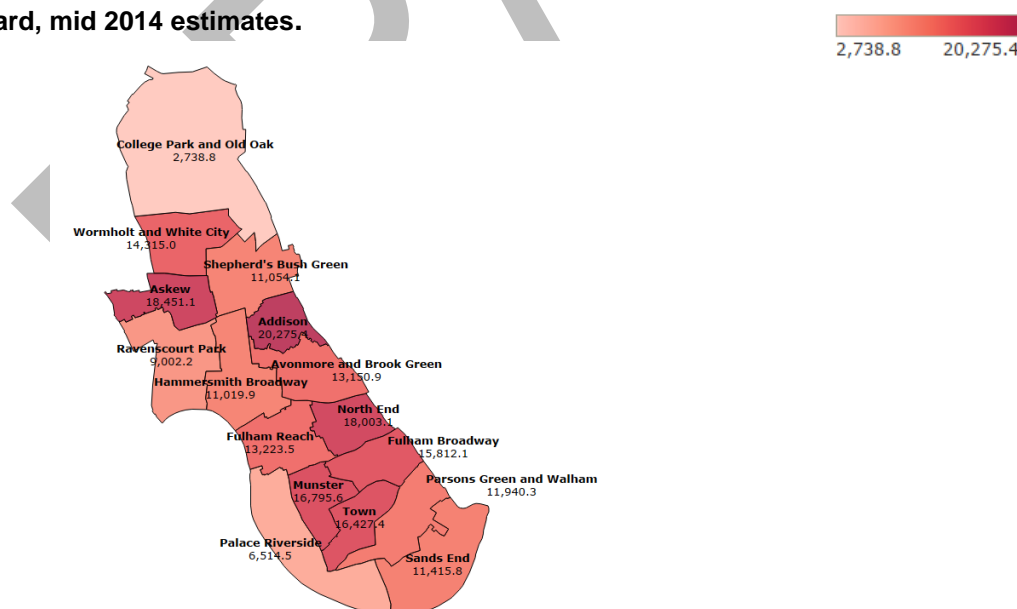 ard, mid 2014 estimates.
2,738.8 20,275.4
College Park and Old Oak
2,738.8
Wormholt and White City
14,315.0
Shepherd's Bush Green
11,054.1
Askew
18,451.1
Addison
20,275.4
Ravenscourt Park
9,002.2
Avonmore and Brook Green
13,150.9
Hammersmith Broadway
11,019.9
North End
18,003.1
Fulham Reach
13,223.5
Fulham Broadway
15,812.1
Parsons Green and Walham
11,940.3
Munster
16,795.6
Town
16,427.4
Palace Riverside
6,514.5
Sands End
11,415.8